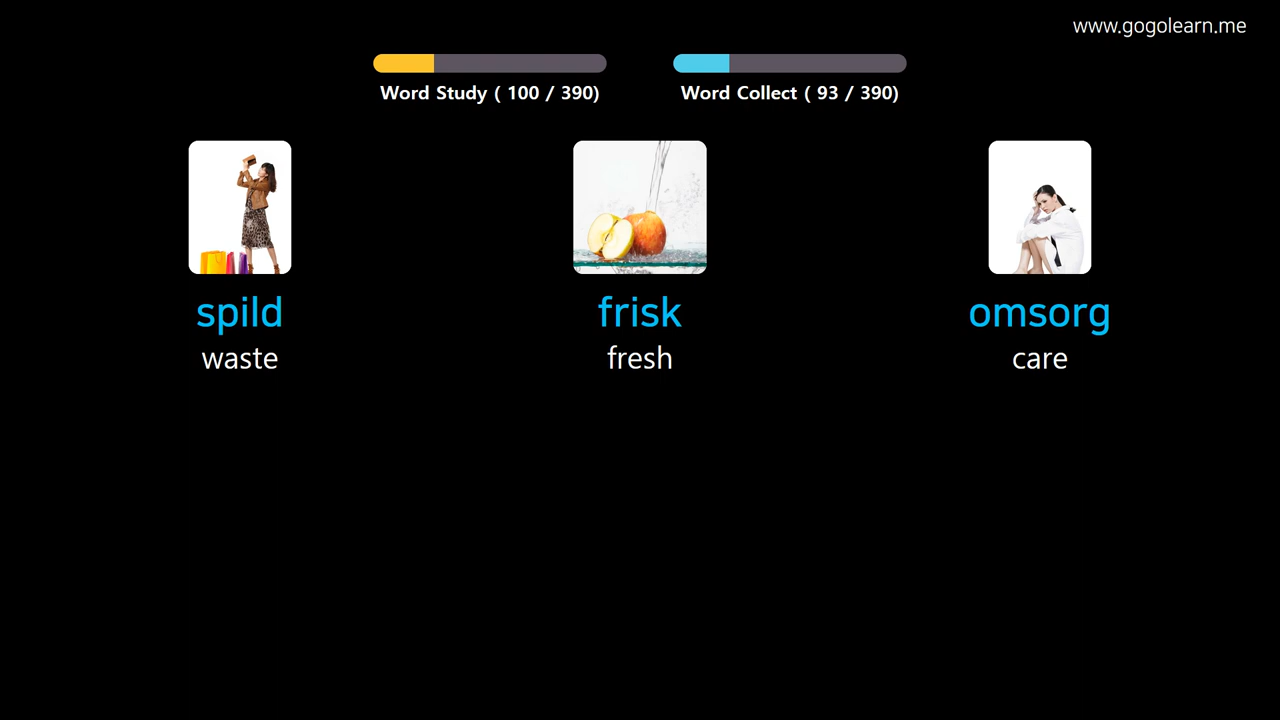 www.gogolearn.me
Word Study ( 100 / 390)
Word Collect ( 93 / 390)
spild
frisk
omsorg
waste
fresh
care